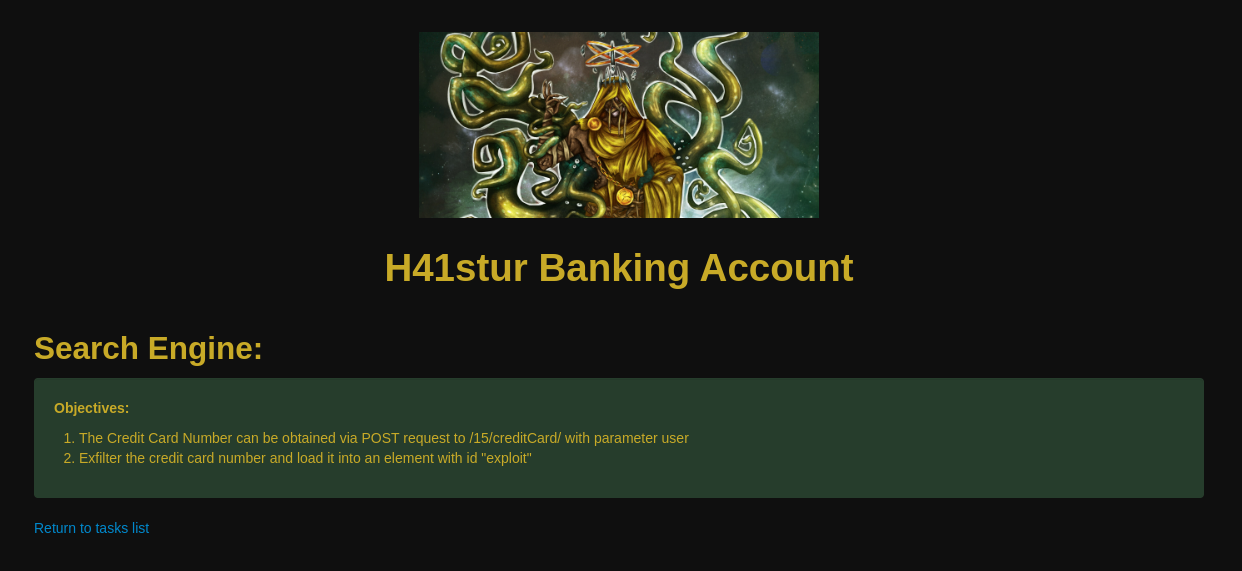 H41stur Banking Account
Search Engine:
Objectives:
1. The Credit Card Number can be obtained via POST request to /15/creditCard/ with parameter user
2. Exfilter the credit card number and load it into an element with id "exploit"
Return to tasks list